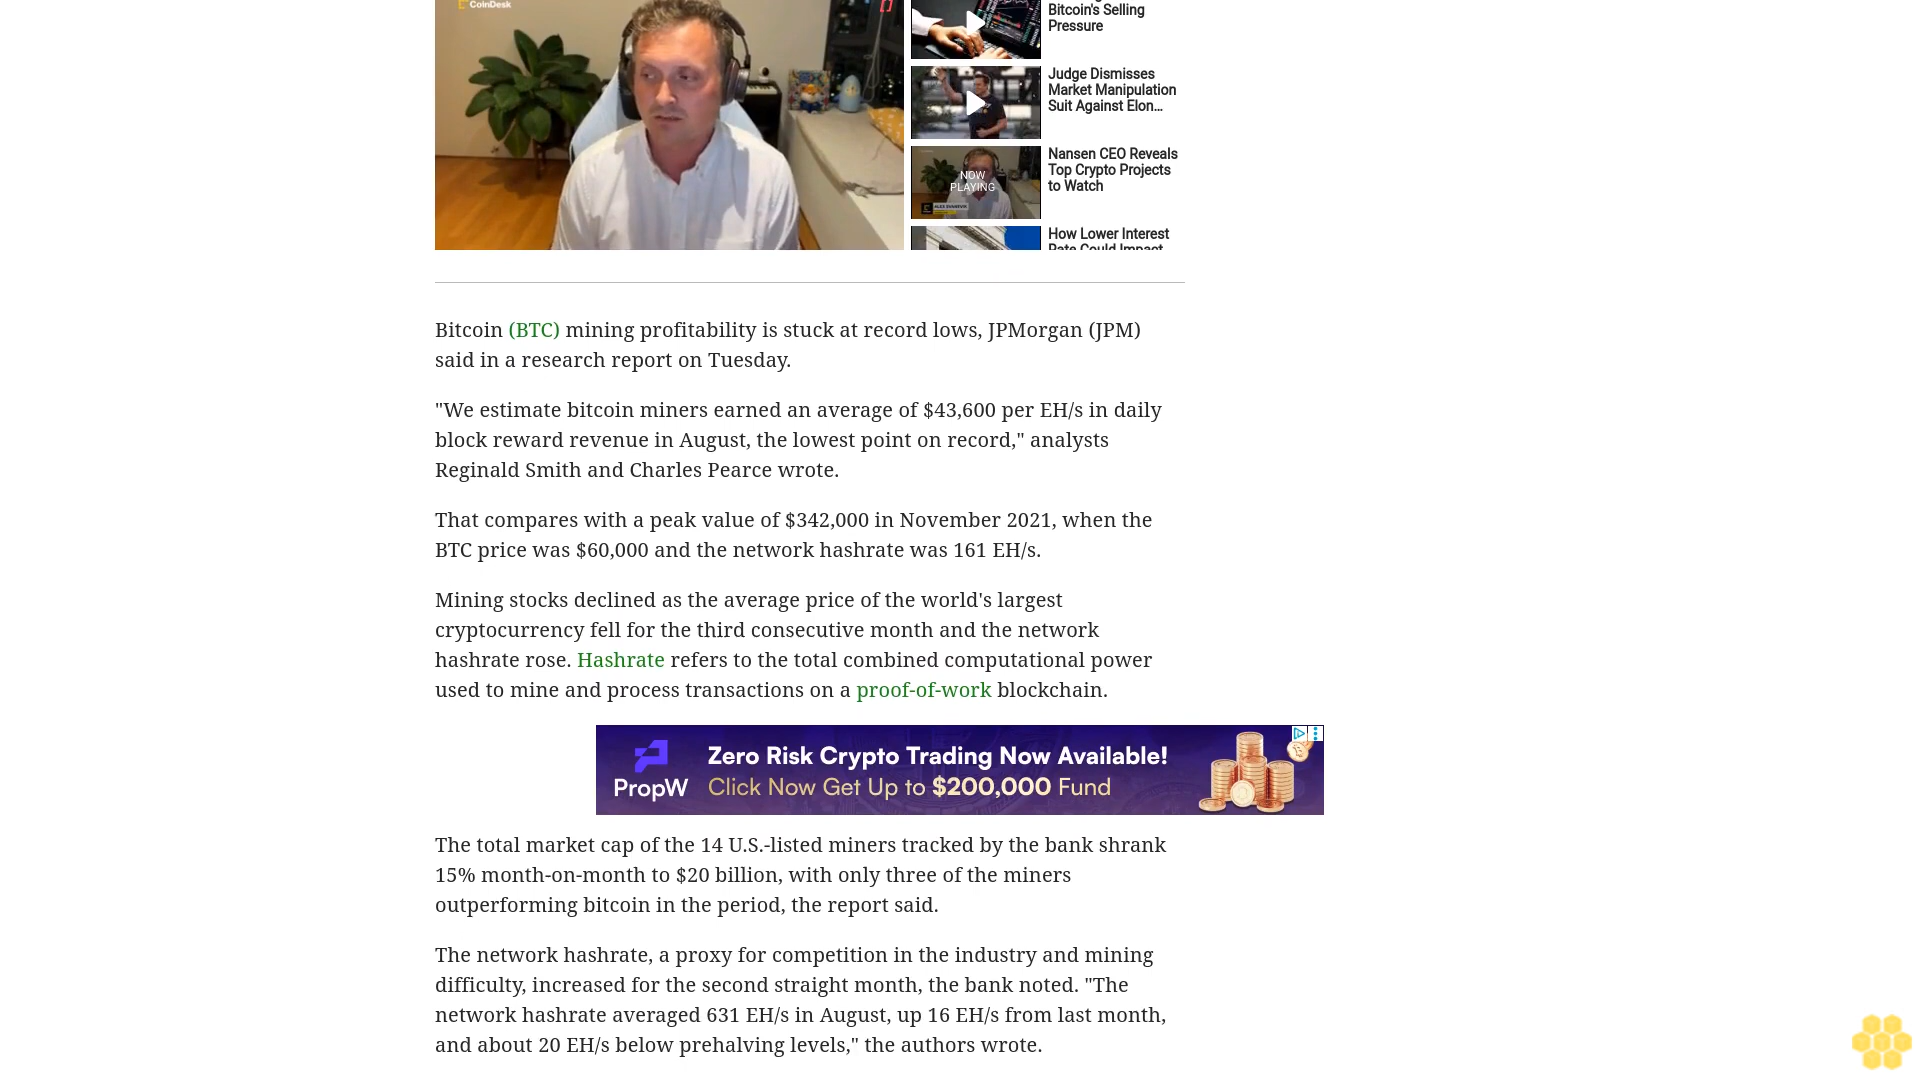 CoinDesk
Bitcoin's Selling
Pressure
Judge Dismisses
Market Manipulation
Suit Against Elon...
NOW
PLAYING
Nansen CEO Reveals
Top Crypto Projects
to Watch
How Lower Interest
Rate Could Impact
Bitcoin (BTC) mining profitability is stuck at record lows, JPMorgan (JPM)
said in a research report on Tuesday.
"We estimate bitcoin miners earned an average of $43,600 per EH/s in daily
block reward revenue in August, the lowest point on record," analysts
Reginald Smith and Charles Pearce wrote.
That compares with a peak value of $342,000 in November 2021, when the
BTC price was $60,000 and the network hashrate was 161 EH/s.
Mining stocks declined as the average price of the world's largest
cryptocurrency fell for the third consecutive month and the network
hashrate rose. Hashrate refers to the total combined computational power
used to mine and process transactions on a proof-of-work blockchain.
PropW
Zero Risk Crypto Trading Now Available!
Click Now Get Up to $200,000 Fund
The total market cap of the 14 U.S.-listed miners tracked by the bank shrank
15% month-on-month to $20 billion, with only three of the miners
outperforming bitcoin in the period, the report said.
The network hashrate, a proxy for competition in the industry and mining
difficulty, increased for the second straight month, the bank noted. "The
network hashrate averaged 631 EH/s in August, up 16 EH/s from last month,
and about 20 EH/s below prehalving levels," the authors wrote.